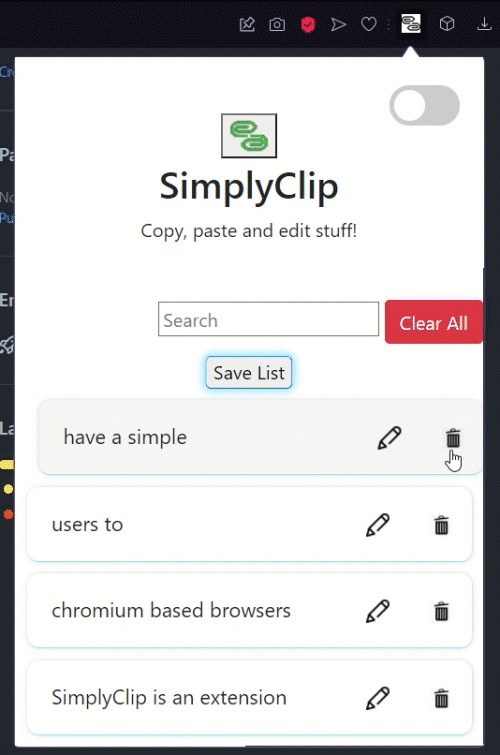 SimplyClip
Copy, paste and edit stuff!
Search
Clear All
Save List
have a simple
users to
chromium based browsers
SimplyClip is an extension